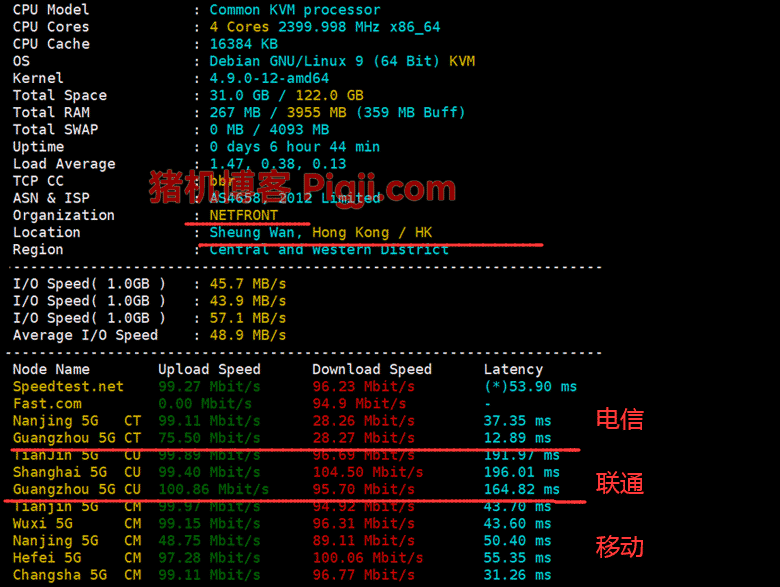 CPU Model : Common KVM processor
CPU Cores : 4 Cores 2399.998 MHz x86_64
CPU Cache : 16384 KB
OS : Debian GNU/Linux 9 (64 Bit) KVM
Kernel : 4.9.0-12-amd64
Total Space : 31.0 GB / 122.0 GB
Total RAM : 267 MB / 3955 MB (359 MB Buff)
Total SWAP : 0 MB / 4093 MB
Uptime : 0 days 6 hour 44 min
Load Average : 1.47, 0.38, 0.13
TCP CC : bbr
猪机博客 Pigji.com
ASN & ISP : AS4658, 2012 Limited
Organization : NETFRONT
Location : Sheung Wan, Hong Kong / HK
Region : Central and Western District
I/O Speed( 1.0GB ) : 45.7 MB/s
I/O Speed( 1.0GB ) : 43.9 MB/s
I/O Speed( 1.0GB ) : 57.1 MB/s
Average I/O Speed : 48.9 MB/s
Node Name Upload Speed Download Speed Latency
Speedtest.net 99.27 Mbit/s 96.23 Mbit/s (*)53.90 ms
Fast.com 0.00 Mbit/s 94.9 Mbit/s -
Nanjing 5G CT 99.11 Mbit/s 28.26 Mbit/s 37.35 ms
电信
Guangzhou 5G CT 75.50 Mbit/s 28.27 Mbit/s 12.89 ms
TianJin 5G CU 99.89 Mbit/s 96.69 Mbit/s 191.97 ms
Shanghai 5G CU 99.40 Mbit/s 104.50 Mbit/s 196.01 ms
联通
Guangzhou 5G CU 100.86 Mbit/s 95.70 Mbit/s 164.82 ms
Tianjin 5G CM 99.97 Mbit/s 94.92 Mbit/s 43.70 ms
Wuxi 5G CM 99.15 Mbit/s 96.31 Mbit/s 43.60 ms
Nanjing 5G CM 48.75 Mbit/s 89.11 Mbit/s 50.40 ms
移动
Hefei 5G CM 97.28 Mbit/s 100.06 Mbit/s 55.35 ms
Changsha 5G CM 99.11 Mbit/s 96.77 Mbit/s 31.26 ms